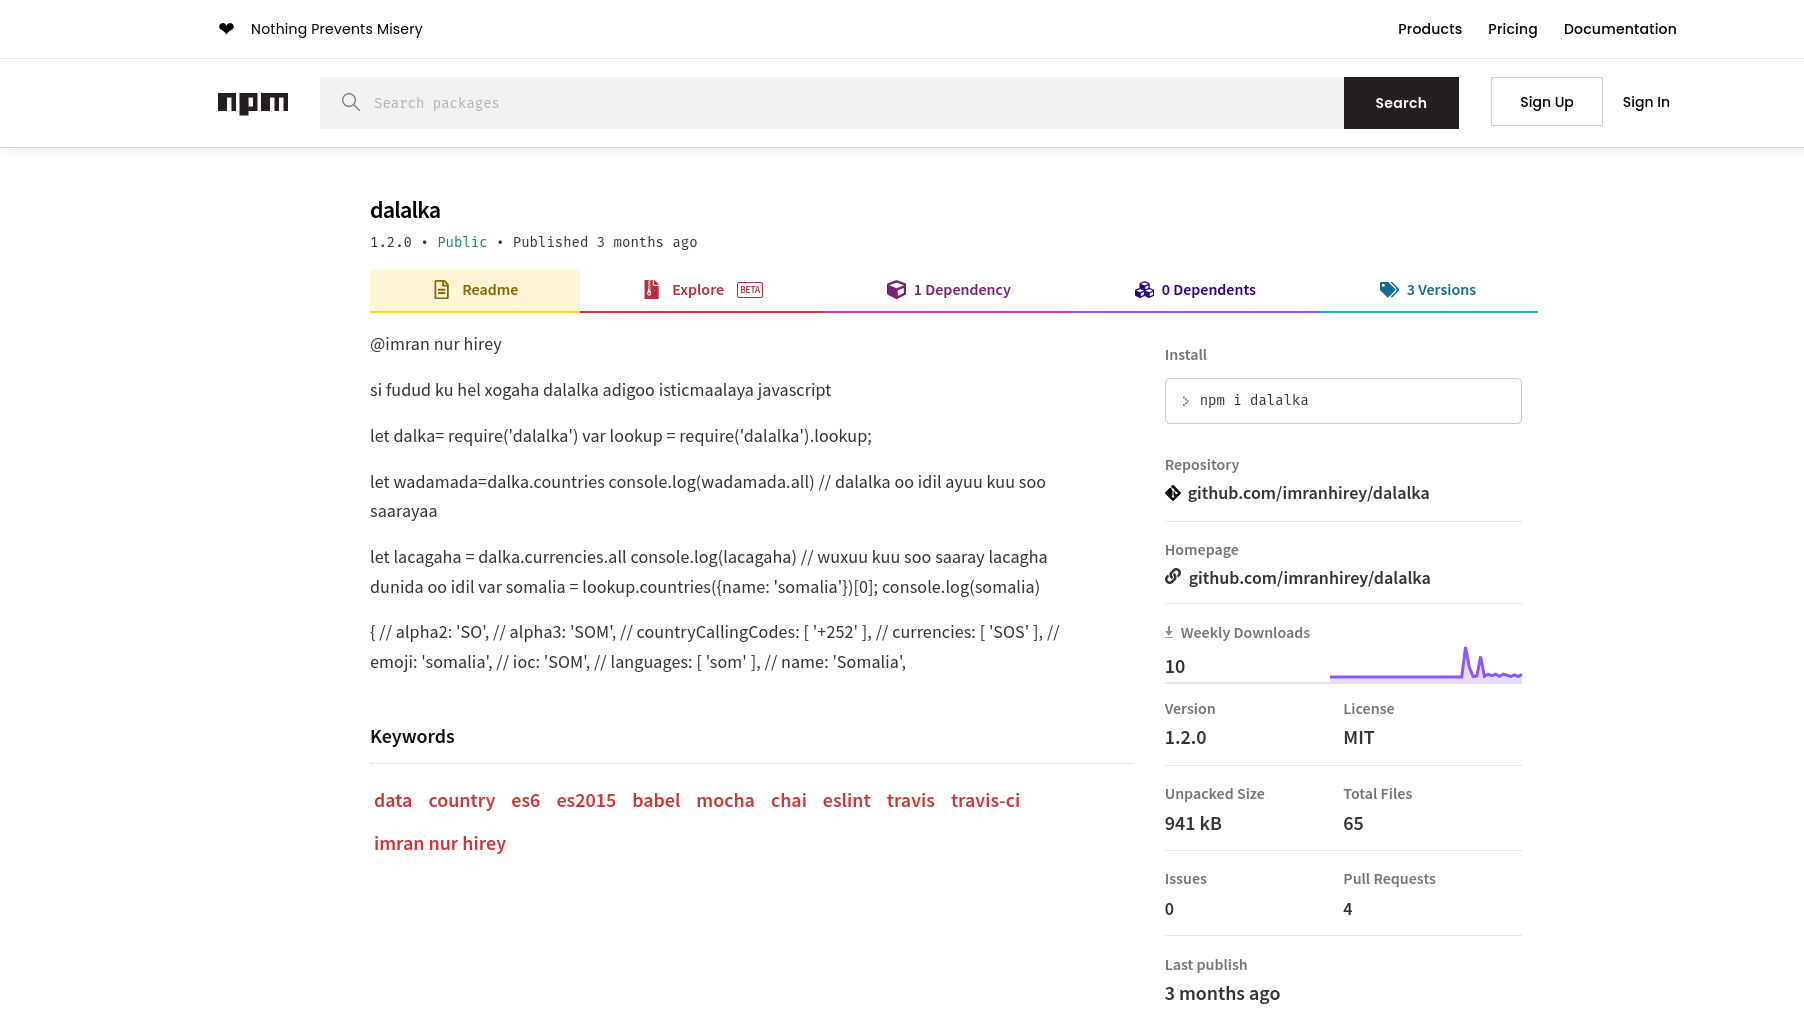 ❤ Nothing Prevents Misery
Products Pricing Documentation
npm
Search packages
Search
Sign Up
Sign In
dalalka
1.2.0 • Public • Published 3 months ago
Readme
Explore BETA
1 Dependency
0 Dependents
3 Versions
@imran nur hirey
si fudud ku hel xogaha dalalka adigoo isticmaalaya javascript
let dalka= require('dalalka') var lookup = require('dalalka').lookup;
let wadamada=dalka.countries console.log(wadamada.all) // dalalka oo idil ayuu kuu soo
saarayaa
let lacagaha = dalka.currencies.all console.log(lacagaha) // wuxuu kuu soo saaray lacagha
dunida oo idil var somalia = lookup.countries({name: 'somalia'})[0]; console.log(somalia)
{ // alpha2: 'SO', // alpha3: 'SOM', // countryCallingCodes: [ '+252' ], // currencies: [ 'SOS' ], //
emoji: 'somalia', // ioc: 'SOM', // languages: [ 'som' ], // name: 'Somalia',
Keywords
data country es6 es2015 babel mocha chai eslint travis travis-ci
imran nur hirey
Install
npm i dalalka
Repository
github.com/imranhirey/dalalka
Homepage
github.com/imranhirey/dalalka
Weekly Downloads
10
Version
1.2.0
License
MIT
Unpacked Size
941 kB
Total Files
65
Issues
0
Pull Requests
4
Last publish
3 months ago